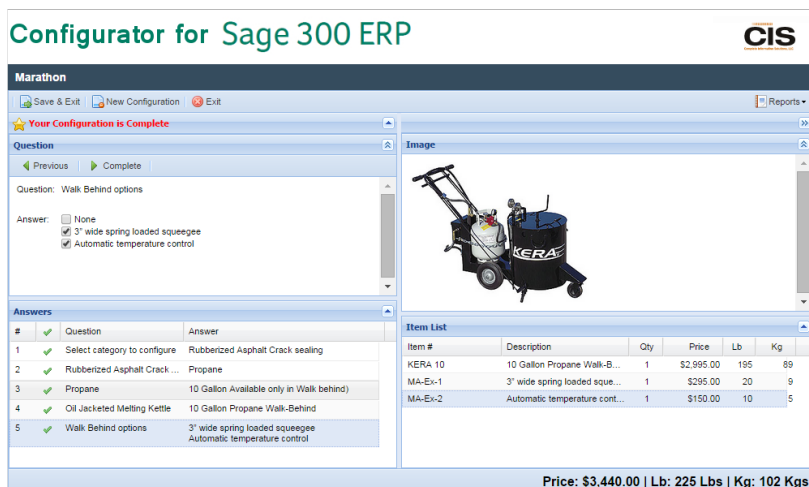 Configurator for Sage 300 ERP
CIS
Marathon
Save & Exit New Configuration Exit Reports
Your Configuration is Complete
Question
Previous Complete
Question: Walk Behind options
Answer: None
3" wide spring loaded squeegee
Automatic temperature control
Image
KERA
Answers
# Question Answer
1 Select category to configure Rubberized Asphalt Crack sealing
2 Rubberized Asphalt Crack ... Propane
3 Propane 10 Gallon Available only in Walk behind)
4 Oil Jacketed Melting Kettle 10 Gallon Propane Walk-Behind
5 Walk Behind options 3" wide spring loaded squeegee
Automatic temperature control
Item List
Item # Description Qty Price Lb Kg
KERA 10 10 Gallon Propane Walk-B... 1 $2,995.00 195 89
MA-Ex-1 3" wide spring loaded sque... 1 $295.00 20 9
MA-Ex-2 Automatic temperature cont... 1 $150.00 10 5
Price: $3,440.00 | Lb: 225 Lbs | Kg: 102 Kgs